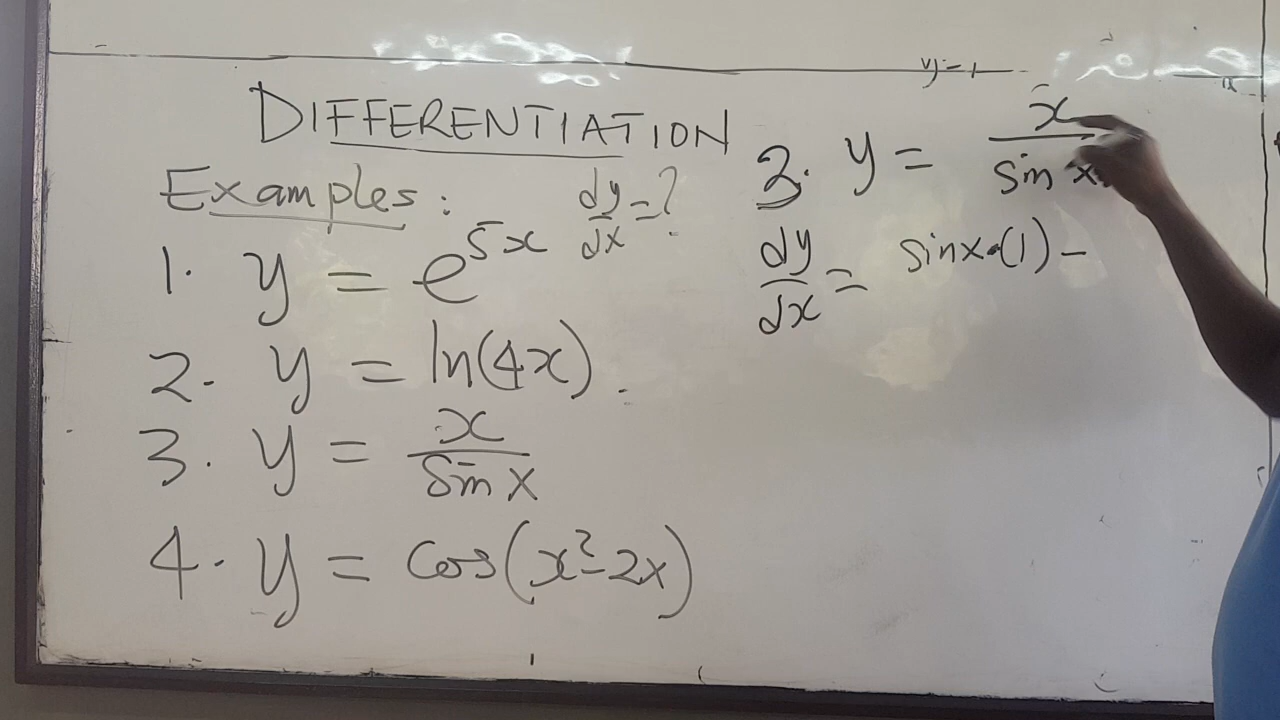 DIFFERENTIATION
Examples: dy/dx = ?
1. y = e^5x
2. y = ln(4x).
3. y = x/sin x
4. y = cos(x²-2x)
3. y = x/sin x
dy/dx = sinx·(1) -